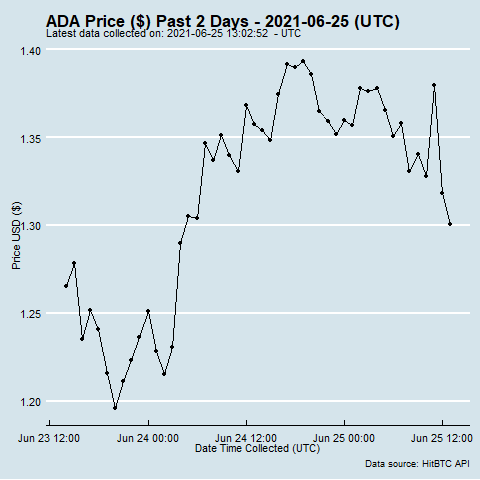 ADA Price ($) Past 2 Days - 2021-06-25 (UTC)
Latest data collected on: 2021-06-25 13:02:52 - UTC
1.40
1.35
1.30
1.25
1.20
Price USD ($)
Jun 23 12:00 Jun 24 00:00 Jun 24 12:00 Jun 25 00:00 Jun 25 12:00
Date Time Collected (UTC)
Data source: HitBTC API